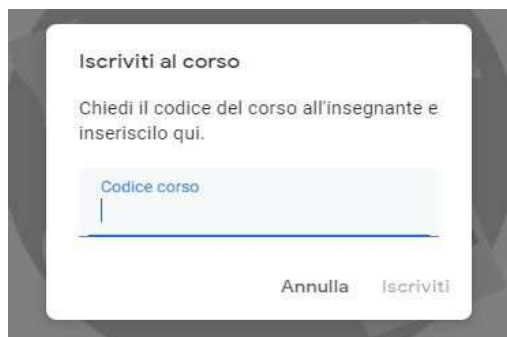 Iscriviti al corso
Chiedi il codice del corso all'insegnante e
inseriscilo qui.
Codice corso
Annulla Iscriviti